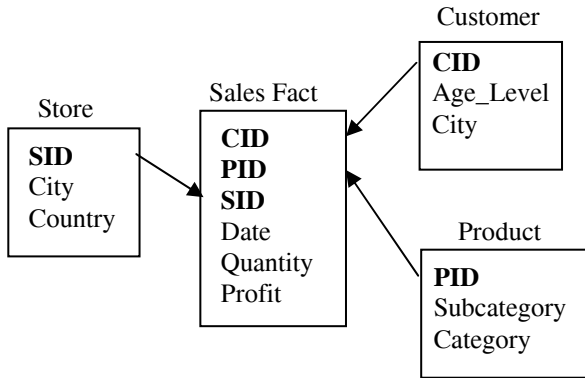 Customer
CID
Age_Level
City
Sales Fact
CID
PID
SID
Date
Quantity
Profit
Store
SID
City
Country
Product
PID
Subcategory
Category